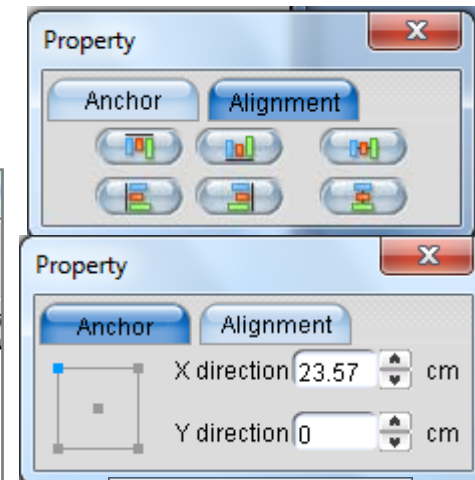 Property
Anchor Alignment
Property
Anchor Alignment
X direction 23.57 cm
Y direction 0 cm